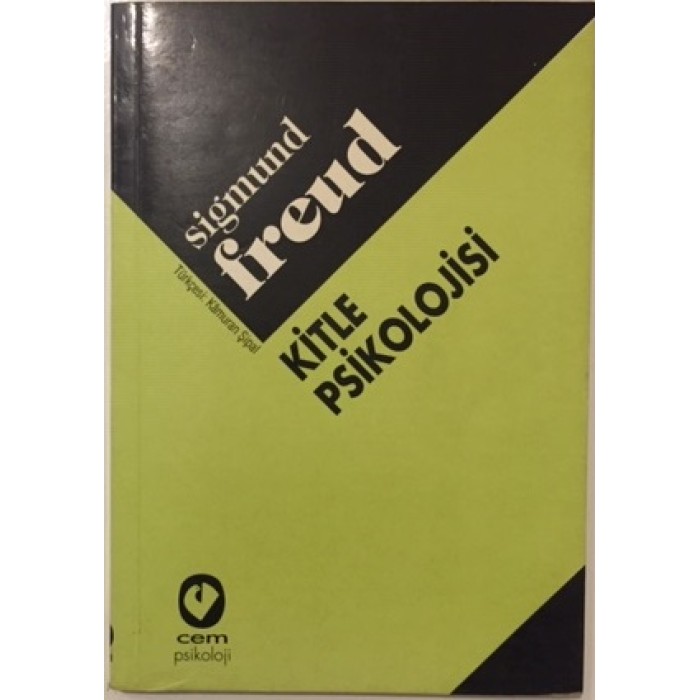 sigmund
freud
Türkçesi: Kâmuran Şipal
KİTLE
PSİKOLOJİSİ
cem
psikoloji